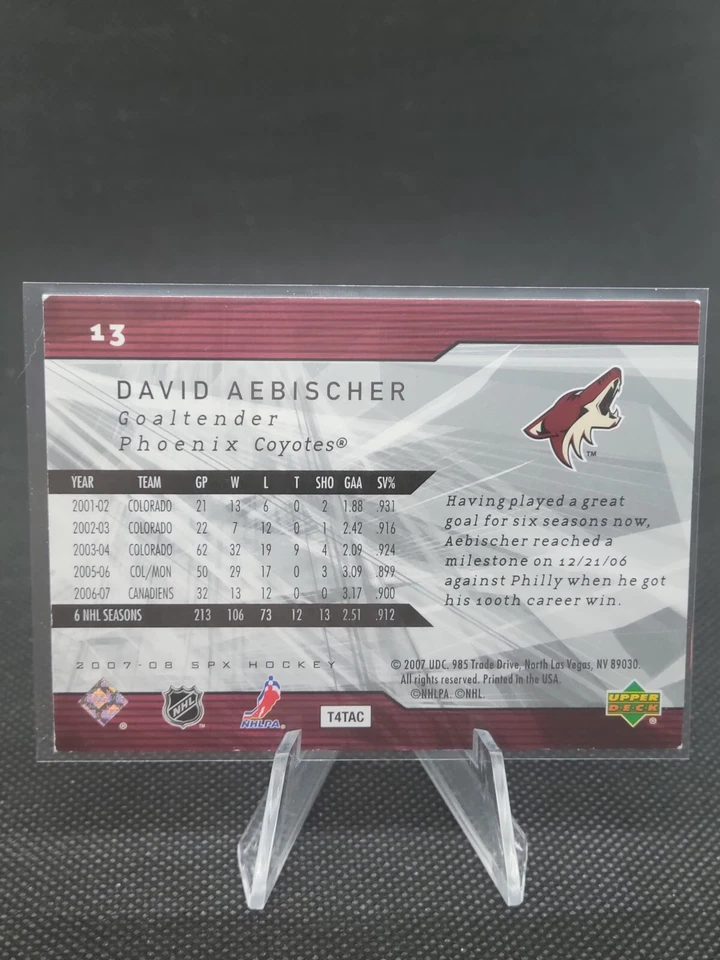 13
DAVID AEBISCHER
Goaltender
Phoenix Coyotes®
TM
YEAR TEAM GP W L T SHO GAA SV%
2001-02 COLORADO 21 13 6 0 2 1.88 .931
2002-03 COLORADO 22 7 12 0 1 2.42 .916
2003-04 COLORADO 62 32 19 9 4 2.09 .924
2005-06 COL/MON 50 29 17 0 3 3.09 .899
2006-07 CANADIENS 32 13 12 0 0 3.17 .900
6 NHL SEASONS 213 106 73 12 13 2.51 .912
Having played a great
goal for six seasons now,
Aebischer reached a
milestone on 12/21/06
against Philly when he got
his 100th career win.
2007-08 SPX HOCKEY
© 2007 UDC. 985 Trade Drive, North Las Vegas, NV 89030.
All rights reserved. Printed in the USA.
©NHLPA. ©NHL.
®
NHL
NHLPA
T4TAC
UPPER
DECK
®